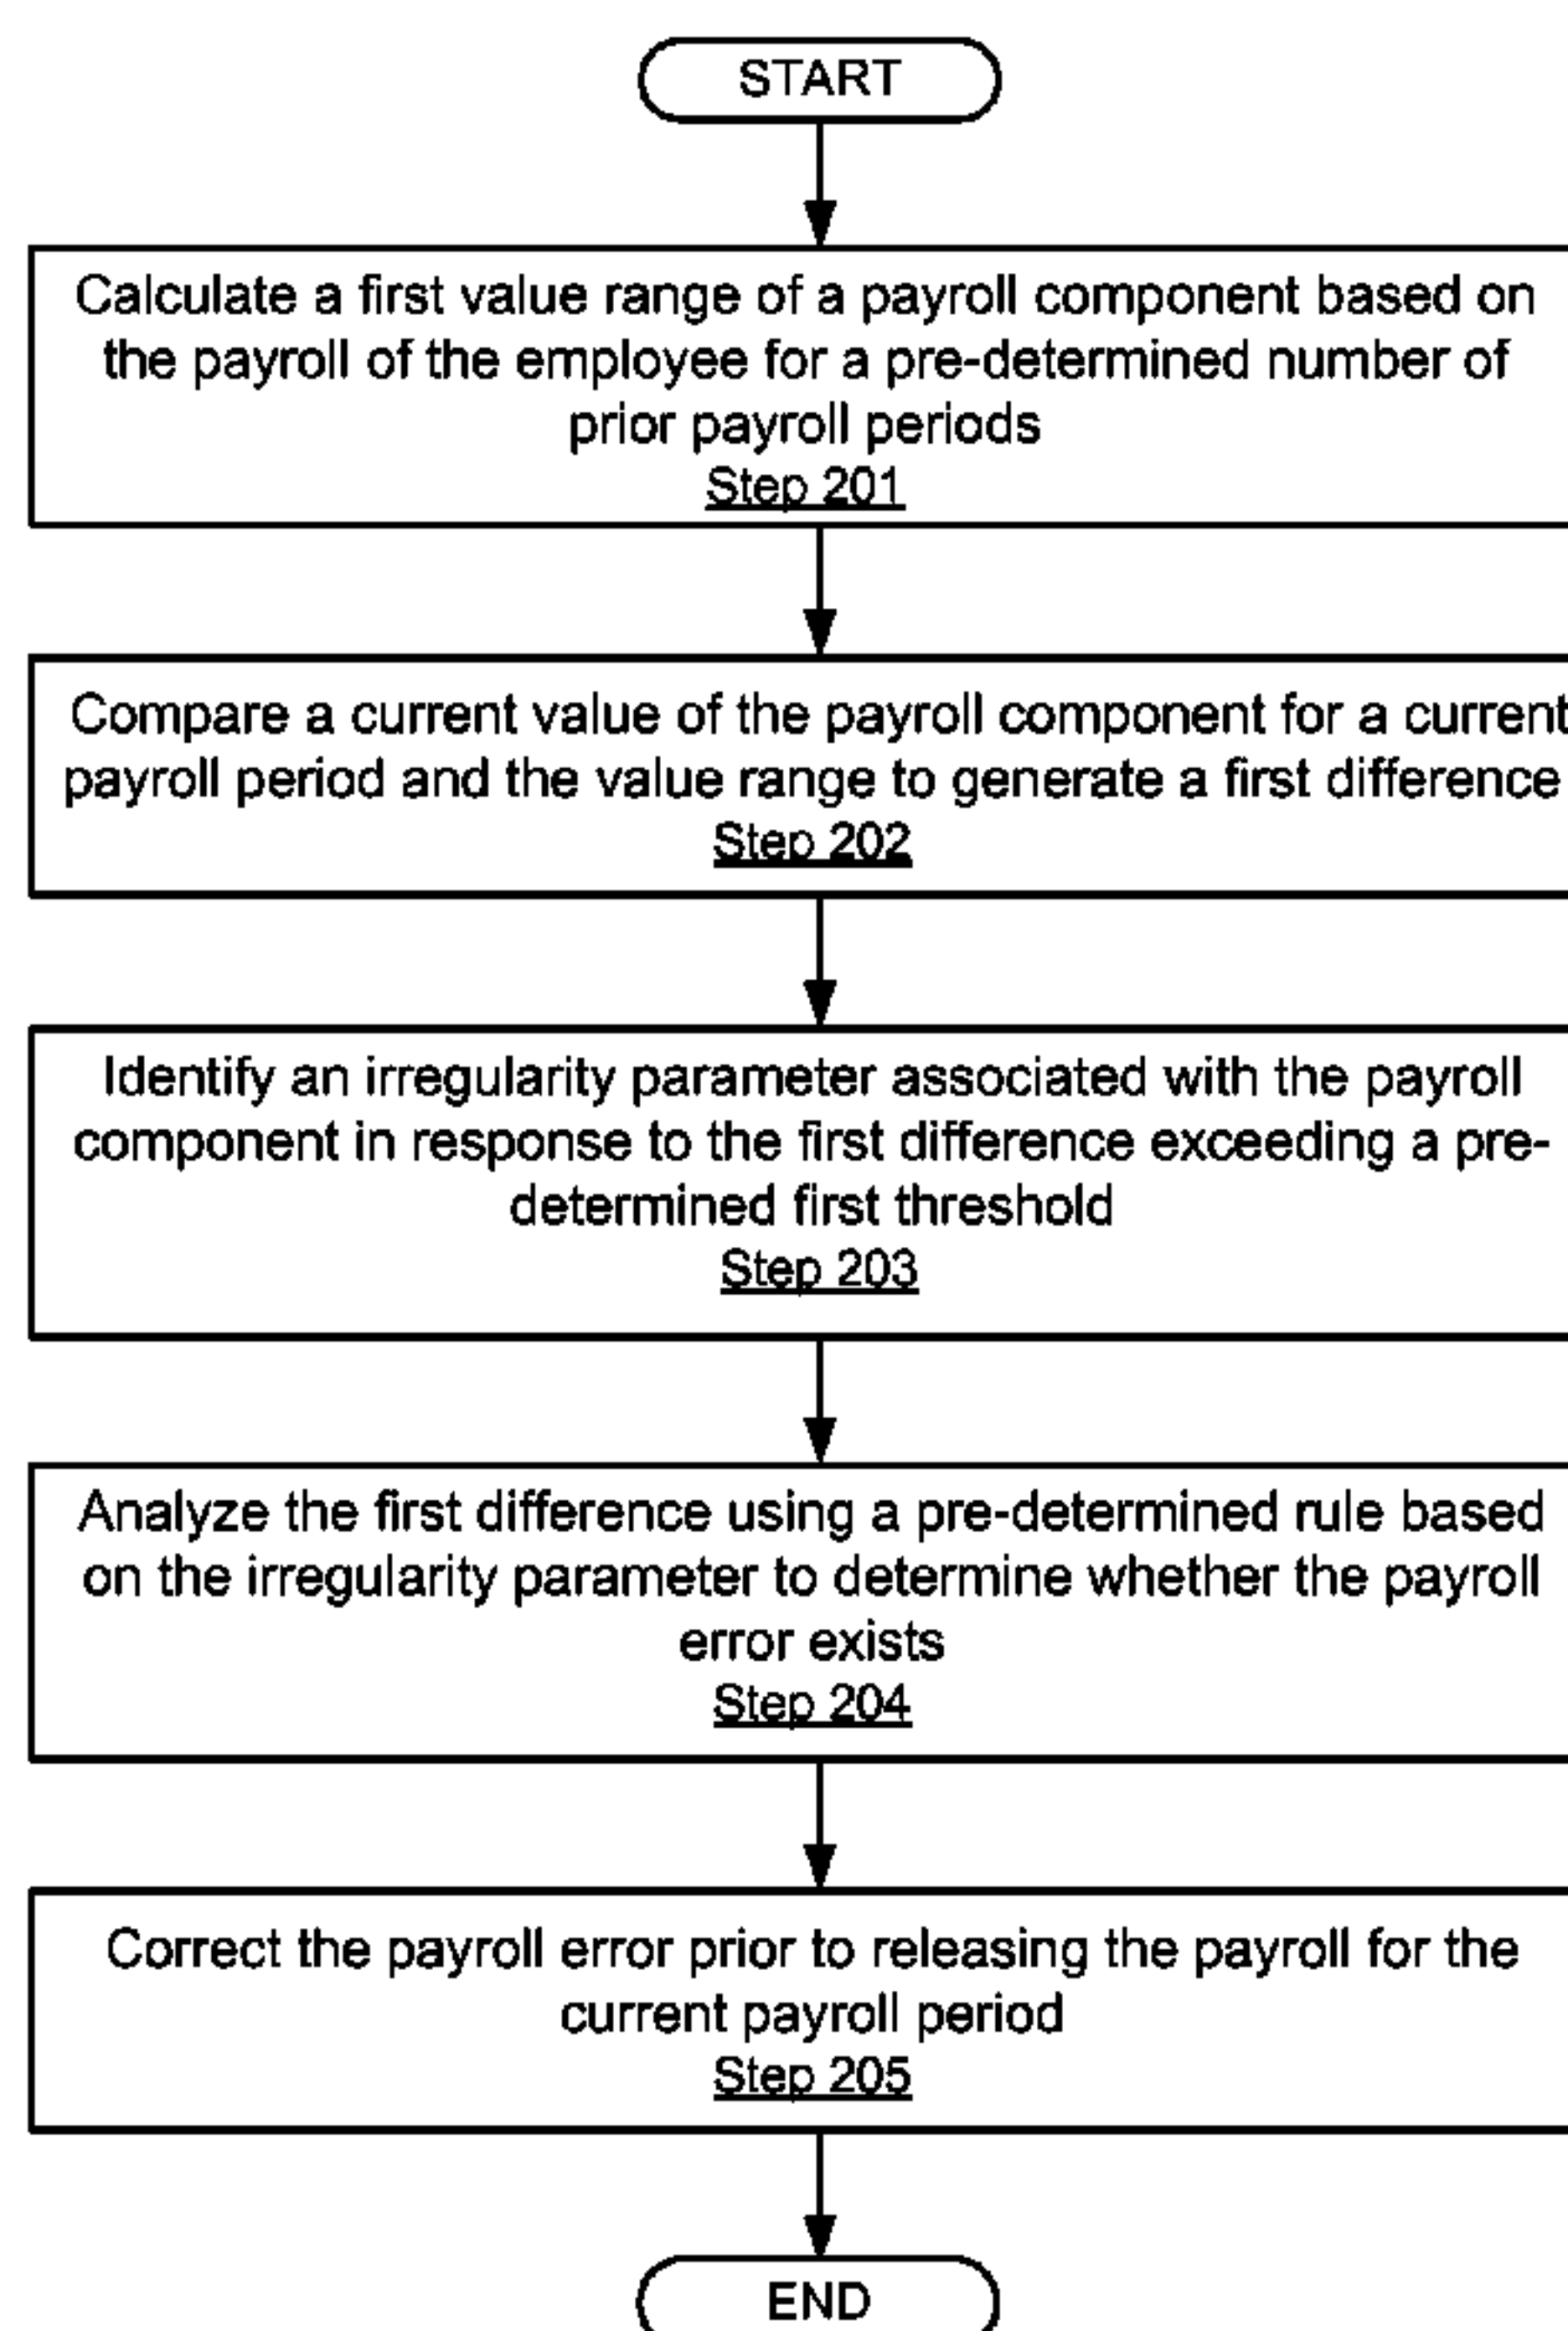 START
Calculate a first value range of a payroll component based on
the payroll of the employee for a pre-determined number of
prior payroll periods
Step 201
Compare a current value of the payroll component for a current
payroll period and the value range to generate a first difference
Step 202
Identify an irregularity parameter associated with the payroll
component in response to the first difference exceeding a pre-
determined first threshold
Step 203
Analyze the first difference using a pre-determined rule based
on the irregularity parameter to determine whether the payroll
error exists
Step 204
Correct the payroll error prior to releasing the payroll for the
current payroll period
Step 205
END